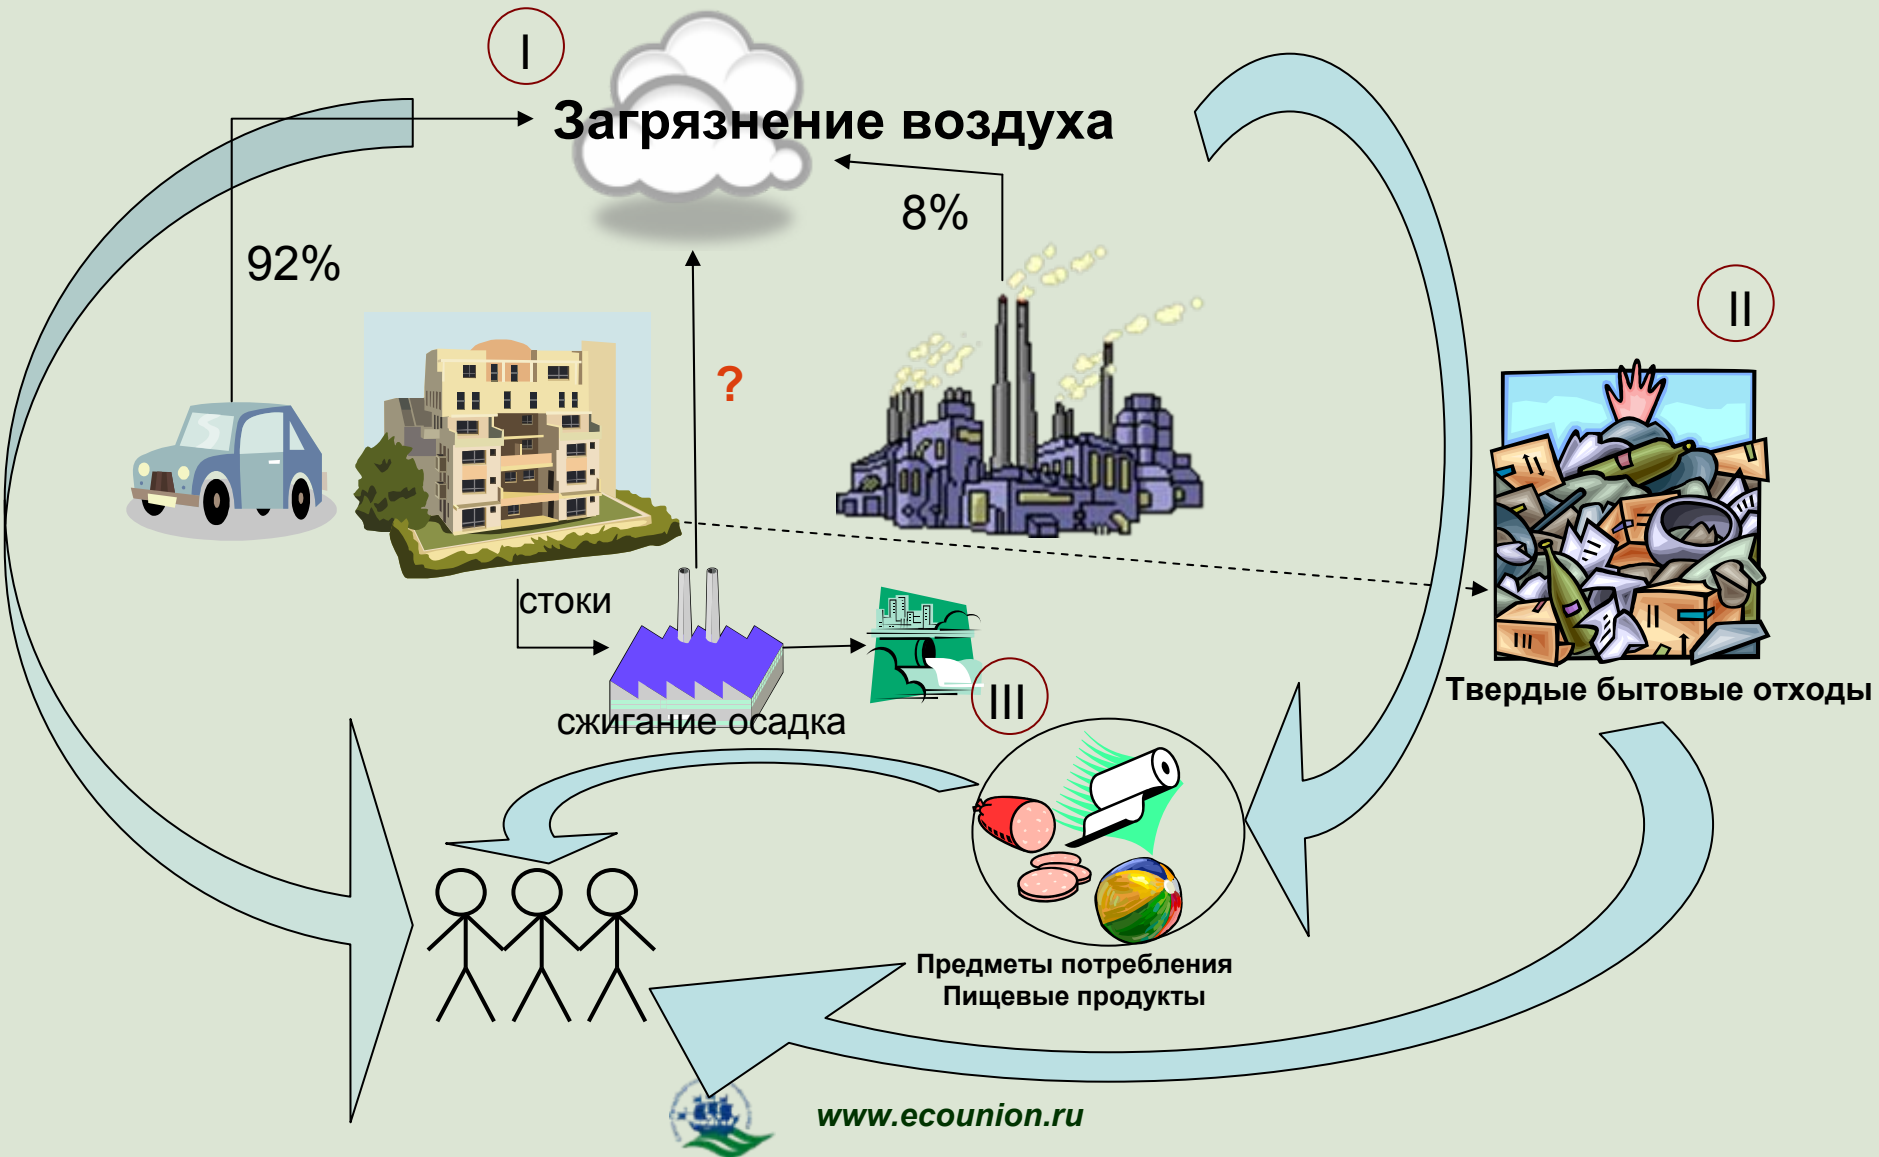 I
Загрязнение воздуха
8%
92%
II
?
стоки
Твердые бытовые отходы
III
сжигание осадка
Предметы потребления
Пищевые продукты
www.ecounion.ru